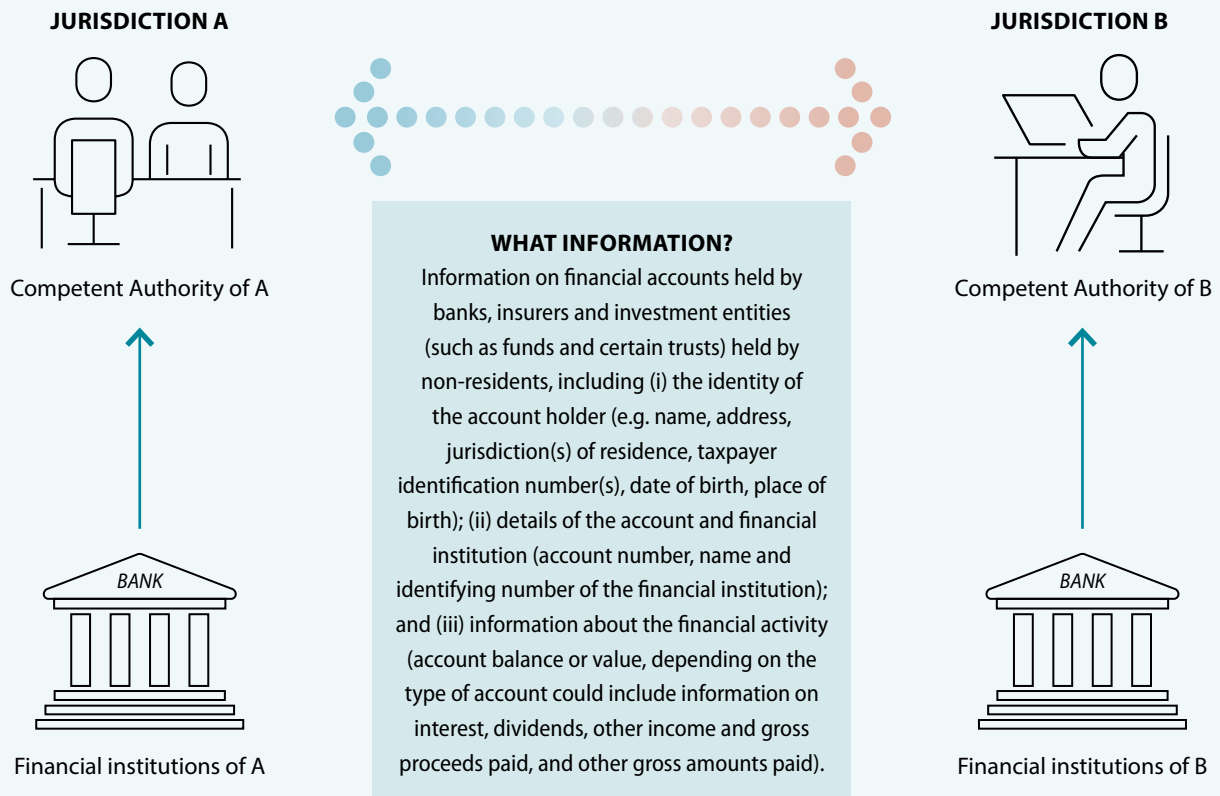 JURISDICTION A
JURISDICTION B
Competent Authority of A
Competent Authority of B
WHAT INFORMATION?
Information on financial accounts held by
banks, insurers and investment entities
(such as funds and certain trusts) held by
non-residents, including (i) the identity of
the account holder (e.g. name, address,
jurisdiction(s) of residence, taxpayer
identification number(s), date of birth, place of
birth); (ii) details of the account and financial
institution (account number, name and
identifying number of the financial institution);
and (iii) information about the financial activity
(account balance or value, depending on the
type of account could include information on
interest, dividends, other income and gross
proceeds paid, and other gross amounts paid).
BANK
Financial institutions of A
BANK
Financial institutions of B